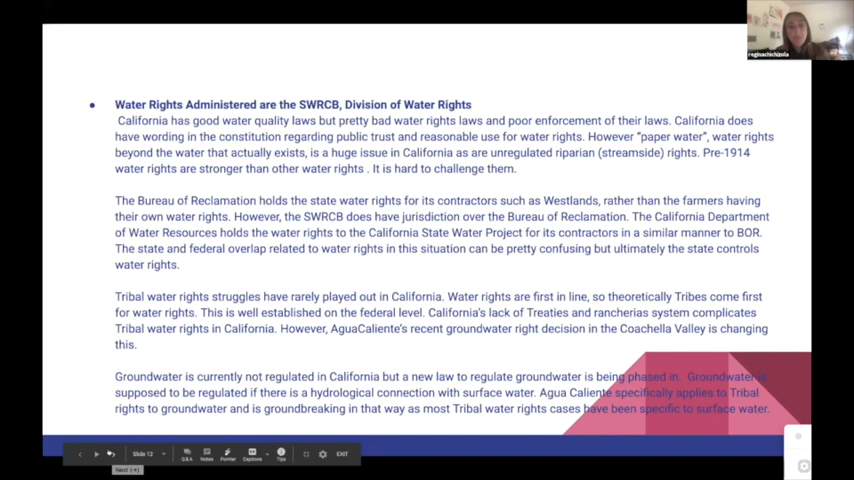 reginachichizola
● Water Rights Administered are the SWRCB, Division of Water Rights
California has good water quality laws but pretty bad water rights laws and poor enforcement of their laws. California does
have wording in the constitution regarding public trust and reasonable use for water rights. However “paper water”, water rights
beyond the water that actually exists, is a huge issue in California as are unregulated riparian (streamside) rights. Pre-1914
water rights are stronger than other water rights . It is hard to challenge them.
The Bureau of Reclamation holds the state water rights for its contractors such as Westlands, rather than the farmers having
their own water rights. However, the SWRCB does have jurisdiction over the Bureau of Reclamation. The California Department
of Water Resources holds the water rights to the California State Water Project for its contractors in a similar manner to BOR.
The state and federal overlap related to water rights in this situation can be pretty confusing but ultimately the state controls
water rights.
Tribal water rights struggles have rarely played out in California. Water rights are first in line, so theoretically Tribes come first
for water rights. This is well established on the federal level. California’s lack of Treaties and rancherias system complicates
Tribal water rights in California. However, AguaCaliente’s recent groundwater right decision in the Coachella Valley is changing
this.
Groundwater is currently not regulated in California but a new law to regulate groundwater is being phased in. Groundwater is
supposed to be regulated if there is a hydrological connection with surface water. Agua Caliente specifically applies to Tribal
rights to groundwater and is groundbreaking in that way as most Tribal water rights cases have been specific to surface water.
Slide 12 Q&A Notes Pointer Captions Tips EXIT
Next (→)